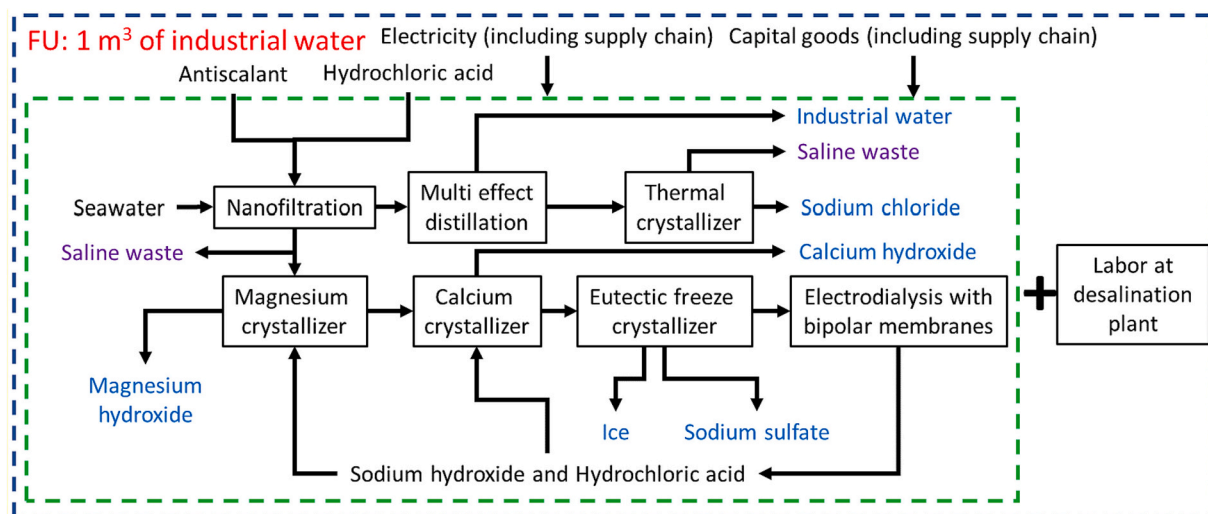 FU: 1 m³ of industrial water
Electricity (including supply chain)
Capital goods (including supply chain)
Antiscalant
Hydrochloric acid
Industrial water
Saline waste
Seawater
Nanofiltration
Multi effect
distillation
Thermal
crystallizer
Sodium chloride
Saline waste
Calcium hydroxide
Magnesium
crystallizer
Calcium
crystallizer
Eutectic freeze
crystallizer
Electrodialysis with
bipolar membranes
+
Labor at
desalination
plant
Magnesium
hydroxide
Ice
Sodium sulfate
Sodium hydroxide and Hydrochloric acid